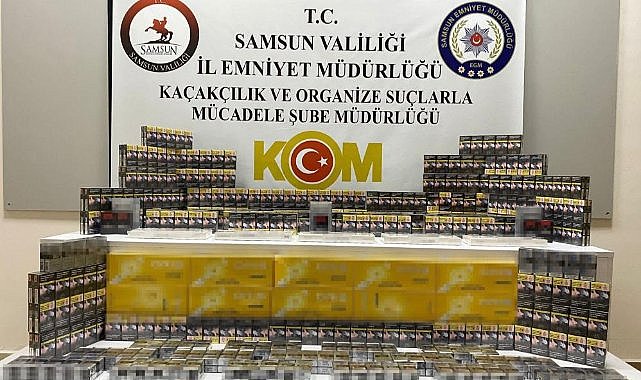 T.C.
SAMSUN VALİLİĞİ
İL EMNİYET MÜDÜRLÜĞÜ
KAÇAKÇILIK VE ORGANİZE SUÇLARLA
MÜCADELE ŞUBE MÜDÜRLÜĞÜ
KOM
SAMSUN
SAMSUN VALİLİĞİ
SAMSUN EMNİYET MÜDÜRLÜĞÜ
EGM